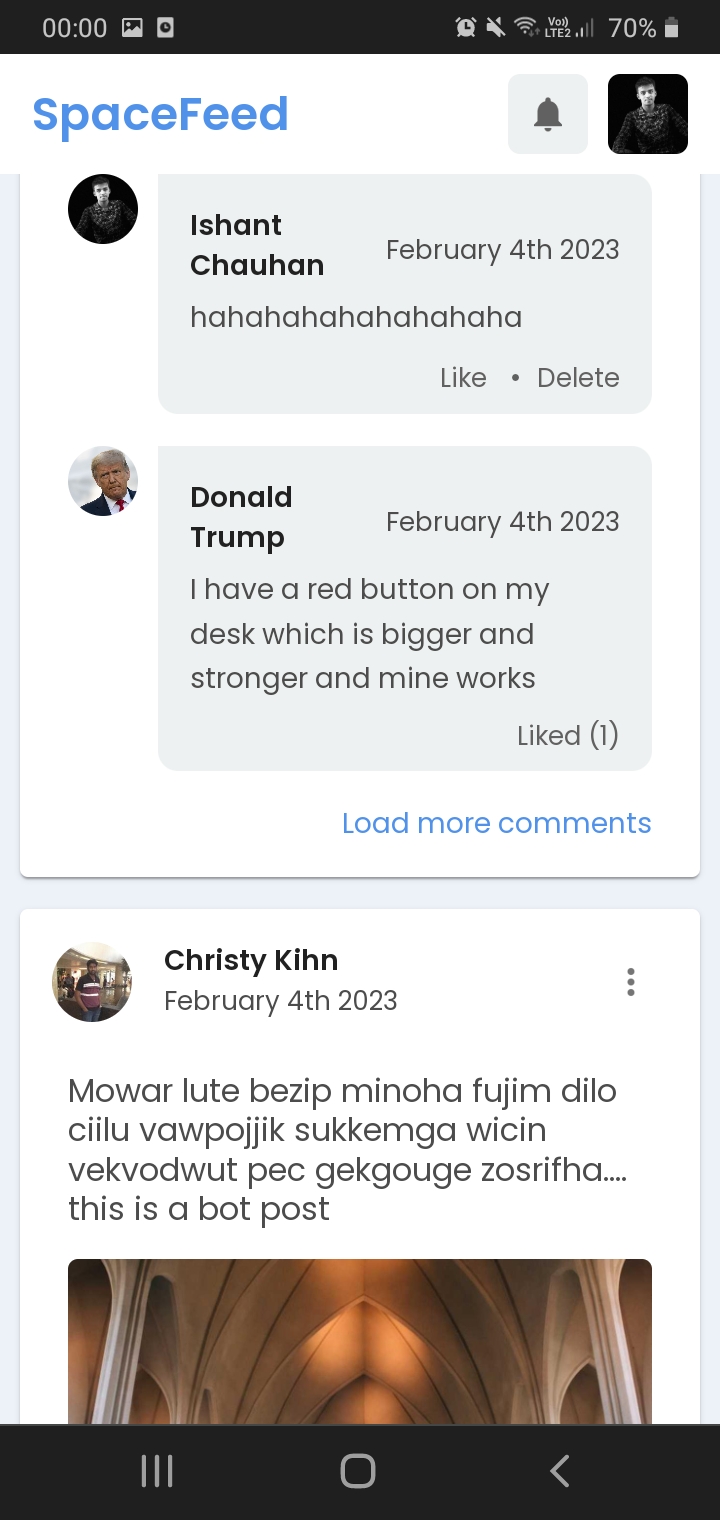 00:00 Vo)) LTE2 70%
SpaceFeed
Ishant
Chauhan
February 4th 2023
hahahahahahahahaha
Like • Delete
Donald
Trump
February 4th 2023
I have a red button on my
desk which is bigger and
stronger and mine works
Liked (1)
Load more comments
Christy Kihn
February 4th 2023
Mowar lute bezip minoha fujim dilo
ciilu vawpojjik sukkemga wicin
vekvodwut pec gekgouge zosrifha....
this is a bot post